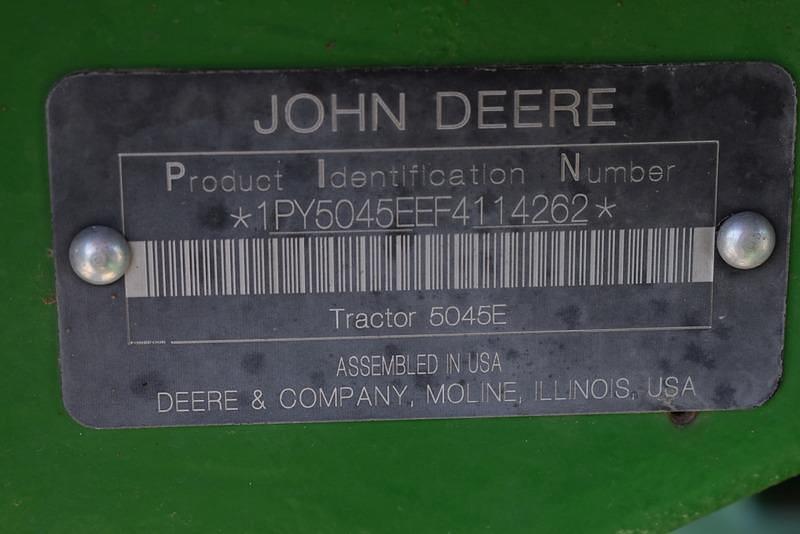 JOHN DEERE
Product Identification Number
*1PY5045EEF4114262*
Tractor 5045E
ASSEMBLED IN USA
DEERE & COMPANY, MOLINE, ILLINOIS, USA